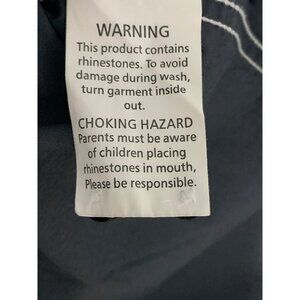 WARNING
This product contains
rhinestones. To avoid
damage during wash,
turn garment inside
out.
CHOKING HAZARD
Parents must be aware
of children placing
rhinestones in mouth,
Please be responsible.